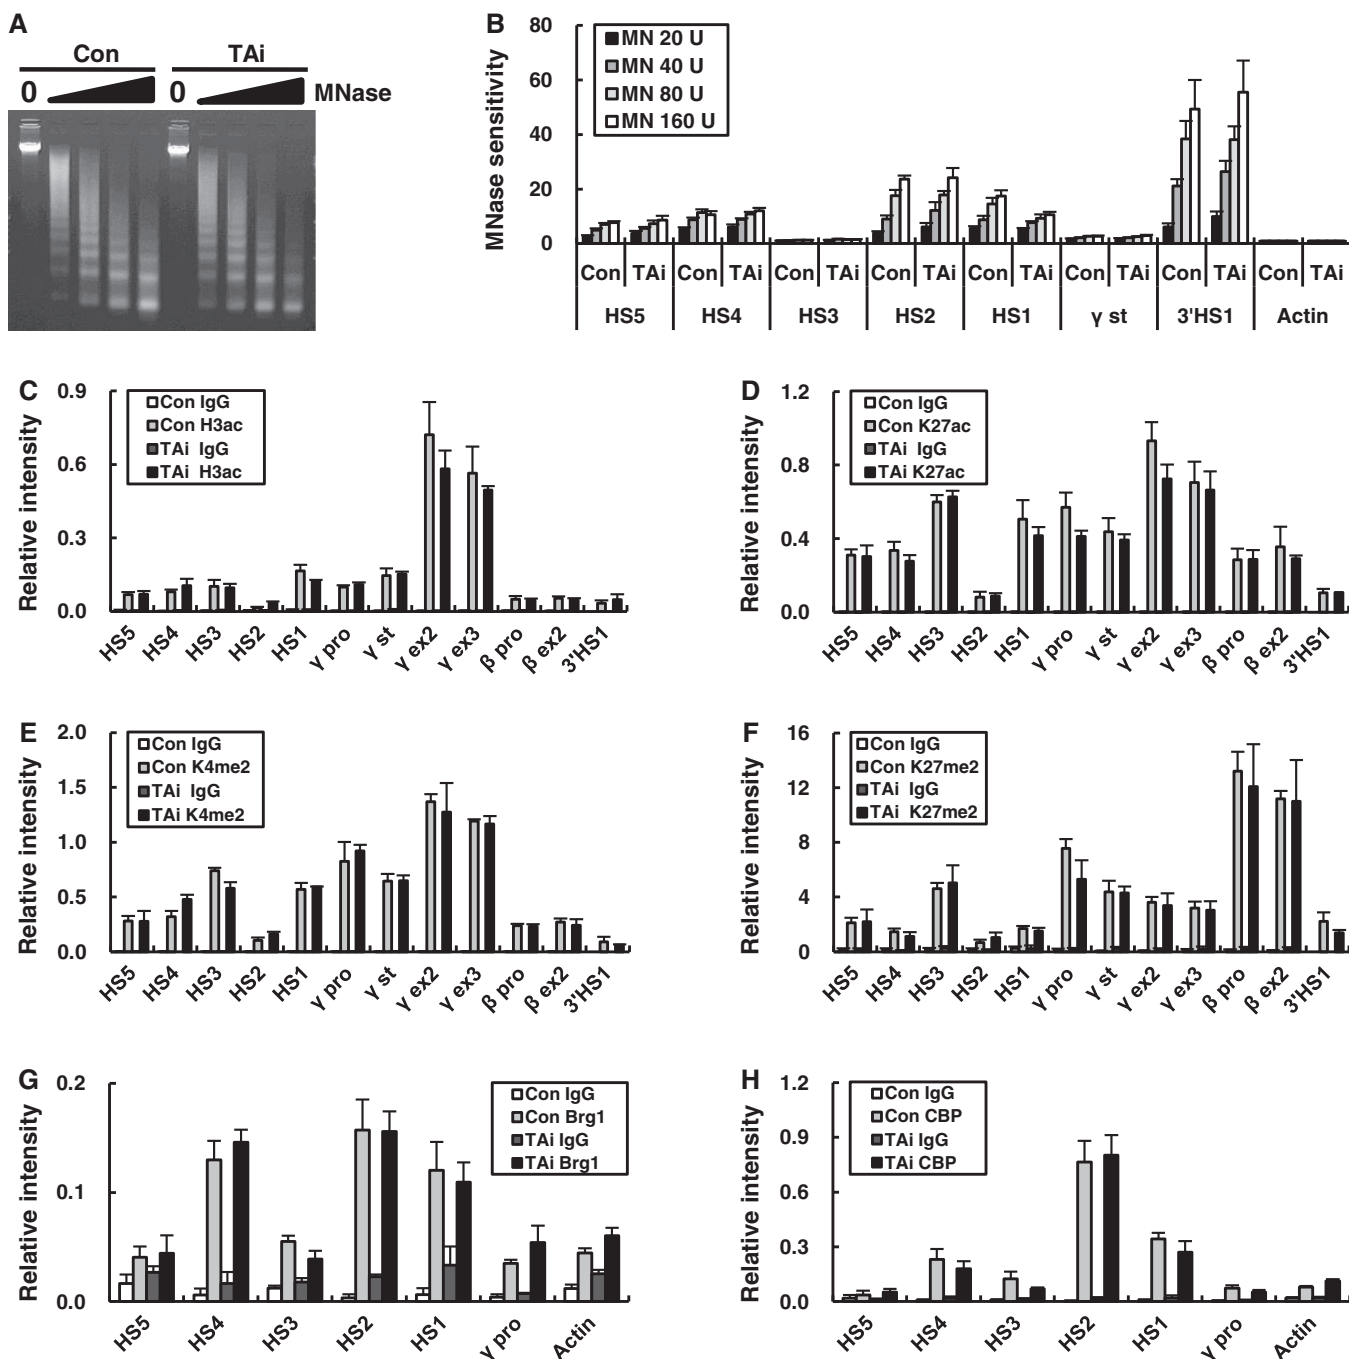 A
Con TAi
0 0 MNase
B
MNase sensitivity
80
60
40
20
0
MN 20 U
MN 40 U
MN 80 U
MN 160 U
Con TAi Con TAi Con TAi Con TAi Con TAi Con TAi Con TAi Con TAi
HS5 HS4 HS3 HS2 HS1 γ st 3'HS1 Actin
C
Relative intensity
0.9
0.6
0.3
0.0
Con IgG
Con H3ac
TAi IgG
TAi H3ac
HS5 HS4 HS3 HS2 HS1 γ pro γ st γ ex2 γ ex3 β pro β ex2 3'HS1
D
Relative intensity
1.2
0.8
0.4
0.0
Con IgG
Con K27ac
TAi IgG
TAi K27ac
HS5 HS4 HS3 HS2 HS1 γ pro γ st γ ex2 γ ex3 β pro β ex2 3'HS1
E
Relative intensity
2.0
1.5
1.0
0.5
0.0
Con IgG
Con K4me2
TAi IgG
TAi K4me2
HS5 HS4 HS3 HS2 HS1 γ pro γ st γ ex2 γ ex3 β pro β ex2 3'HS1
F
Relative intensity
16
12
8
4
0
Con IgG
Con K27me2
TAi IgG
TAi K27me2
HS5 HS4 HS3 HS2 HS1 γ pro γ st γ ex2 γ ex3 β pro β ex2 3'HS1
G
Relative intensity
0.2
0.1
0.0
Con IgG
Con Brg1
TAi IgG
TAi Brg1
HS5 HS4 HS3 HS2 HS1 γ pro Actin
H
Relative intensity
1.2
0.9
0.6
0.3
0.0
Con IgG
Con CBP
TAi IgG
TAi CBP
HS5 HS4 HS3 HS2 HS1 γ pro Actin